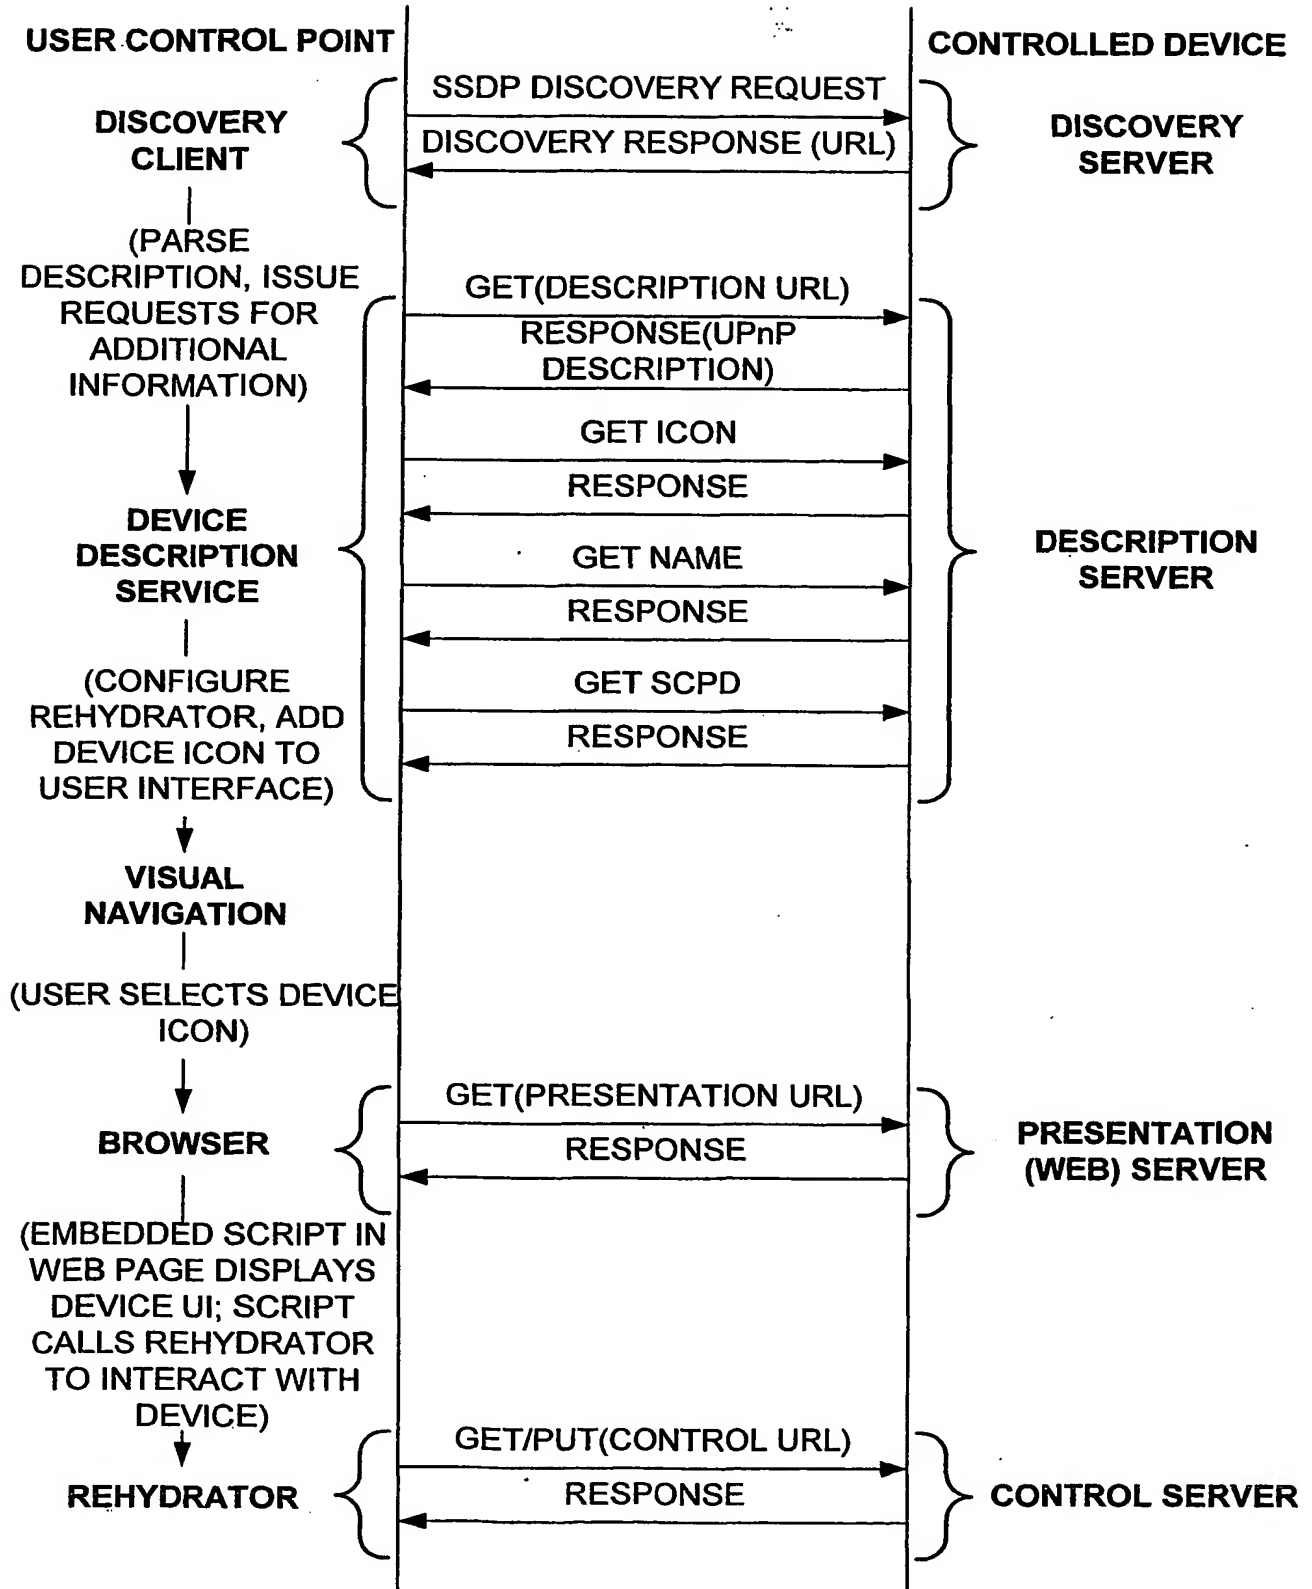 USER CONTROL POINT
CONTROLLED DEVICE
SSDP DISCOVERY REQUEST
DISCOVERY RESPONSE (URL)
DISCOVERY
CLIENT
DISCOVERY
SERVER
(PARSE
DESCRIPTION, ISSUE
REQUESTS FOR
ADDITIONAL
INFORMATION)
GET(DESCRIPTION URL)
RESPONSE(UPnP
DESCRIPTION)
GET ICON
RESPONSE
GET NAME
RESPONSE
GET SCPD
RESPONSE
DEVICE
DESCRIPTION
SERVICE
DESCRIPTION
SERVER
(CONFIGURE
REHYDRATOR, ADD
DEVICE ICON TO
USER INTERFACE)
VISUAL
NAVIGATION
(USER SELECTS DEVICE
ICON)
BROWSER
GET(PRESENTATION URL)
RESPONSE
PRESENTATION
(WEB) SERVER
(EMBEDDED SCRIPT IN
WEB PAGE DISPLAYS
DEVICE UI; SCRIPT
CALLS REHYDRATOR
TO INTERACT WITH
DEVICE)
REHYDRATOR
GET/PUT(CONTROL URL)
RESPONSE
CONTROL SERVER